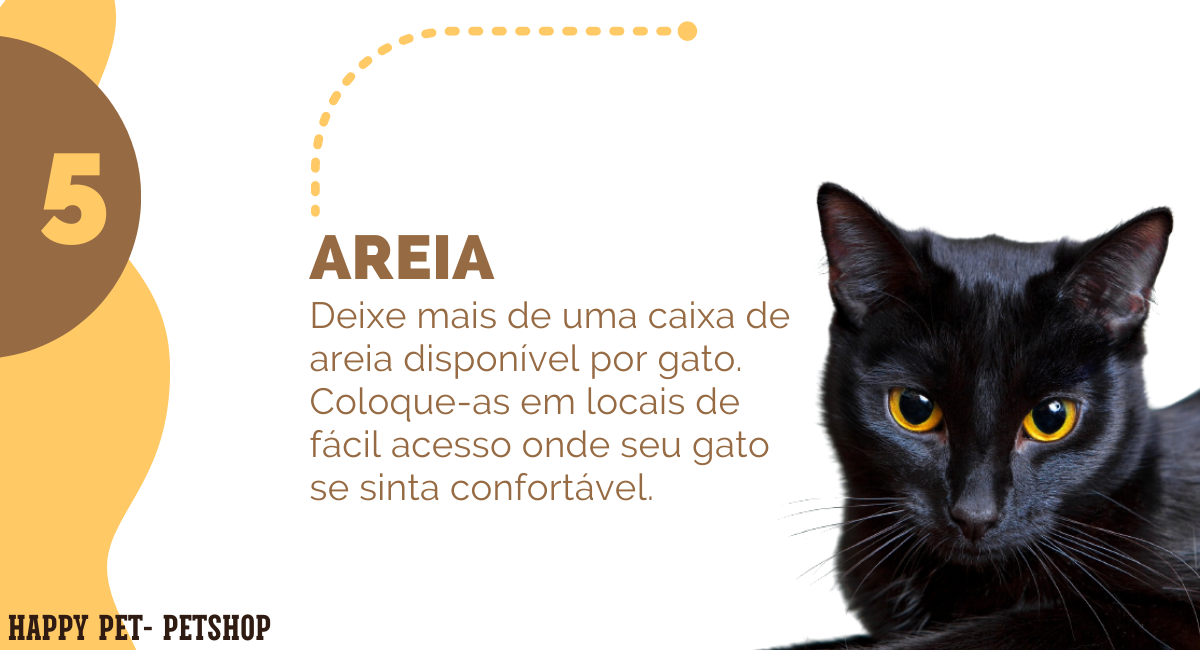 5
AREIA
Deixe mais de uma caixa de
areia disponível por gato.
Coloque-as em locais de
fácil acesso onde seu gato
se sinta confortável.
HAPPY PET- PETSHOP